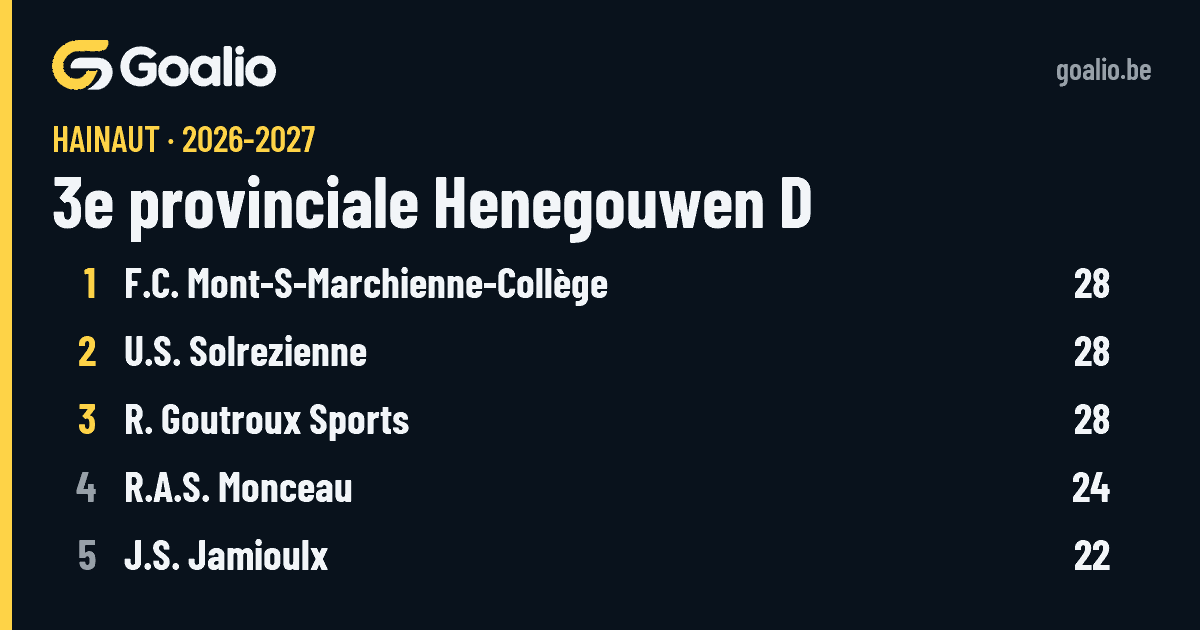 Goalio
goalio.be
HAINAUT · 2026-2027
3e provinciale Henegouwen D
1 F.C. Mont-S-Marchienne-Collège 28
2 U.S. Solrezienne 28
3 R. Goutroux Sports 28
4 R.A.S. Monceau 24
5 J.S. Jamioulx 22